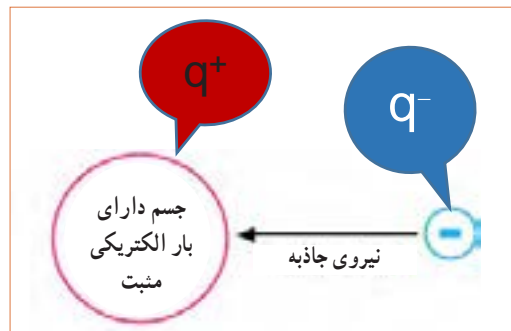 q⁺
q⁻
جسم دارای
بار الکتریکی
مثبت
نیروی جاذبه
−